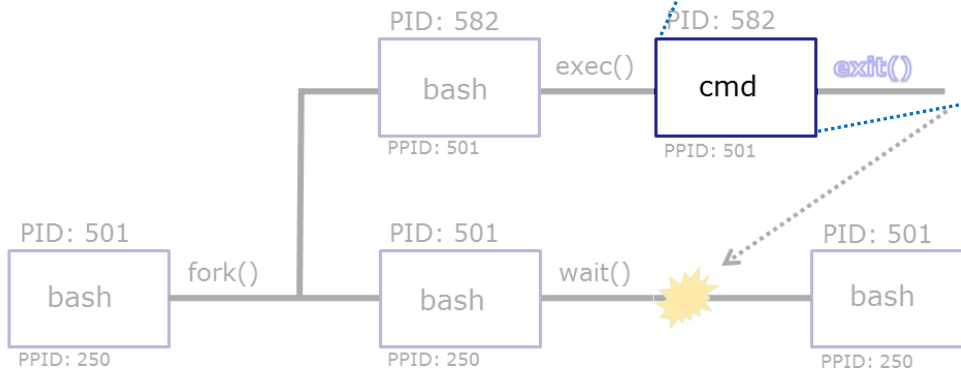 PID: 582
bash
PPID: 501
exec()
PID: 582
cmd
PPID: 501
exit()
PID: 501
bash
PPID: 250
fork()
PID: 501
bash
PPID: 250
wait()
PID: 501
bash
PPID: 250